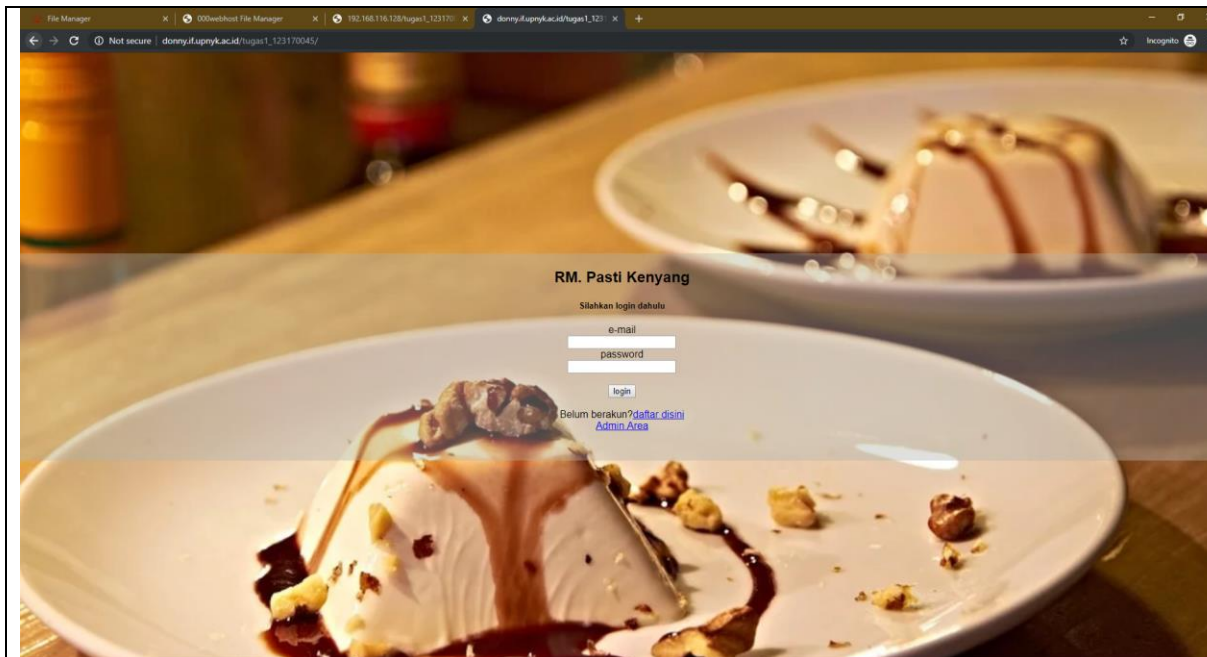 File Manager
000webhost File Manager
192.168.116.128/tugas1_123170
donny.if.upnyk.ac.id/tugas1_123
Not secure
donny.if.upnyk.ac.id/tugas1_123170045/
Incognito
RM. Pasti Kenyang
Silahkan login dahulu
e-mail
password
login
Belum berakun?daftar disini
Admin Area